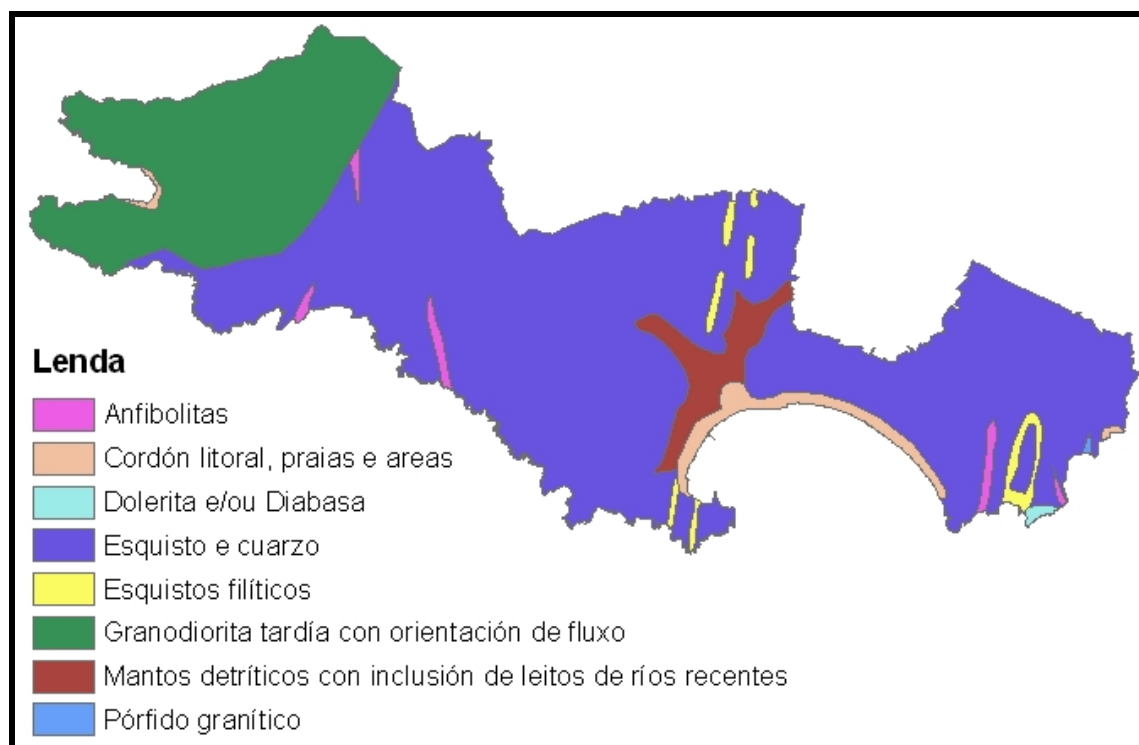 Lenda
Anfibolitas
Cordón litoral, praias e areas
Dolerita e/ou Diabasa
Esquisto e cuarzo
Esquistos filíticos
Granodiorita tardía con orientación de fluxo
Mantos detríticos con inclusión de leitos de ríos recentes
Pórfido granítico